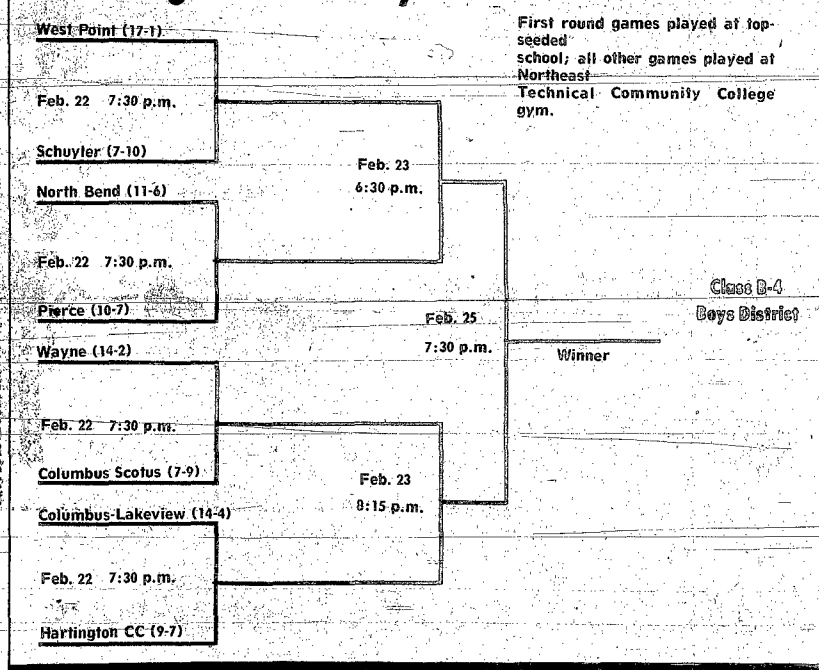 West Point (17-1)
First round games played at top-
seeded
school; all other games played at
Northeast
Technical Community College
gym.
Feb. 22 7:30 p.m.
Schuyler (7-10)
Feb. 23
6:30 p.m.
North Bend (11-6)
Feb. 22 7:30 p.m.
Pierce (10-7)
Class B-4
Boys District
Feb. 25
7:30 p.m.
Winner
Wayne (14-2)
Feb. 22 7:30 p.m.
Columbus Scotus (7-9)
Feb. 23
8:15 p.m.
Columbus-Lakeview (14-4)
Feb. 22 7:30 p.m.
Hartington CC (9-7)